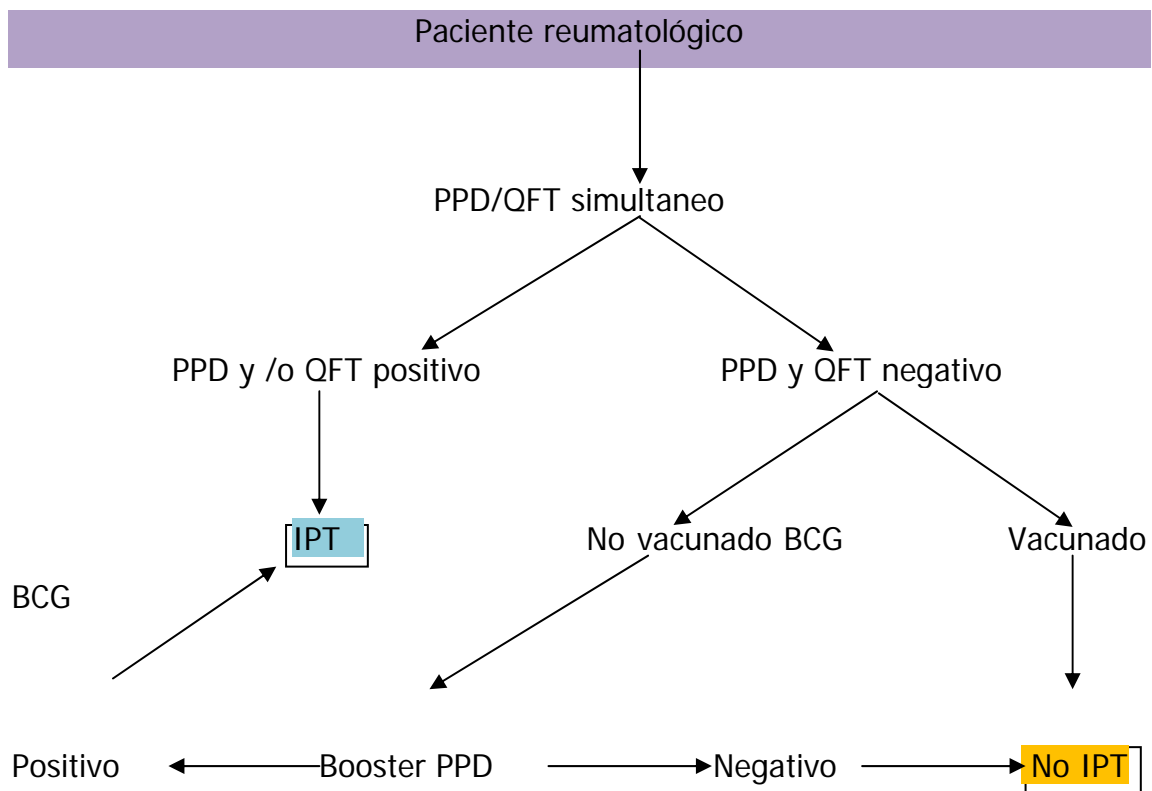 Paciente reumatológico
PPD/QFT simultaneo
PPD y /o QFT positivo
PPD y QFT negativo
IPT
No vacunado BCG
Vacunado
BCG
Positivo
Booster PPD
Negativo
No IPT